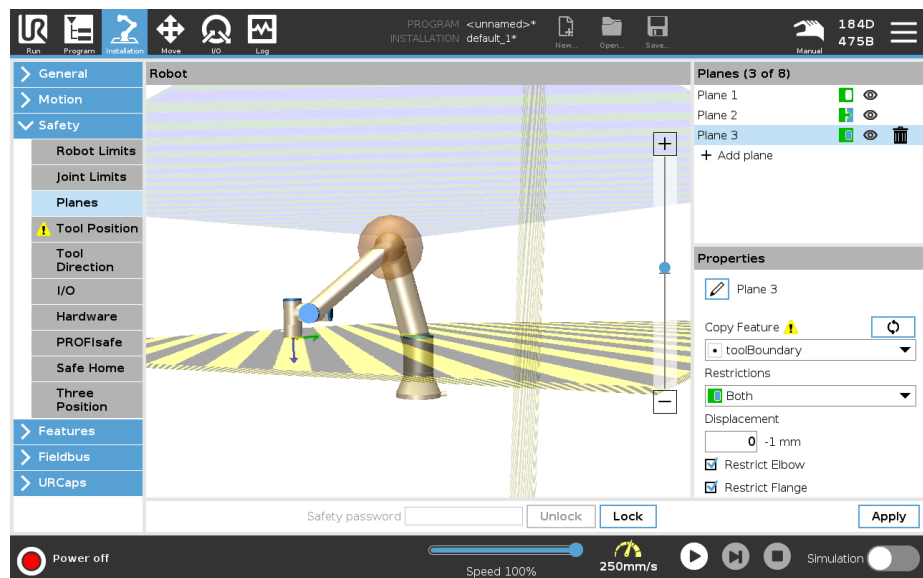 UR
Run
Program
Installation
Move
I/O
Log
PROGRAM <unnamed>*
INSTALLATION default_1*
New...
Open...
Save...
Manual
184D
475B
General
Motion
Safety
Robot Limits
Joint Limits
Planes
Tool Position
Tool
Direction
I/O
Hardware
PROFIsafe
Safe Home
Three
Position
Features
Fieldbus
URCaps
Robot
Planes (3 of 8)
Plane 1
Plane 2
Plane 3
+ Add plane
Properties
Plane 3
Copy Feature
toolBoundary
Restrictions
Both
Displacement
0 -1 mm
Restrict Elbow
Restrict Flange
Safety password
Unlock
Lock
Apply
Power off
Speed 100%
250mm/s
Simulation